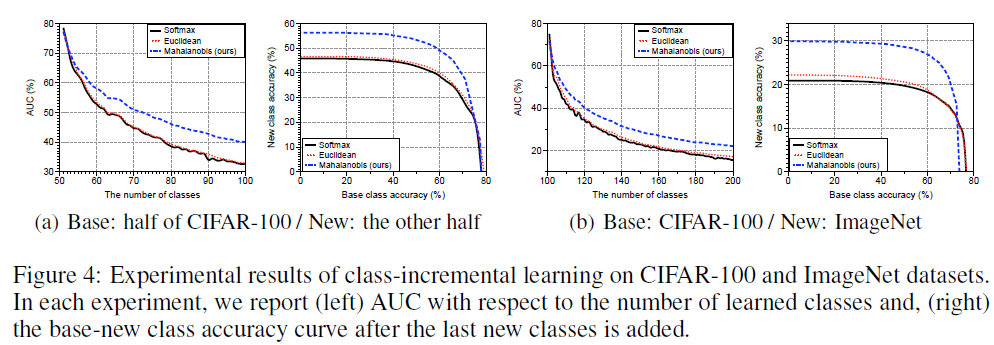 AUC (%)
80
70
60
50
40
30
Softmax
Euclidean
Mahalanobis (ours)
50 60 70 80 90 100
The number of classes
New class accuracy (%)
60
50
40
30
20
10
0
Softmax
Euclidean
Mahalanobis (ours)
0 20 40 60 80
Base class accuracy (%)
AUC (%)
80
60
40
20
Softmax
Euclidean
Mahalanobis (ours)
100 120 140 160 180 200
The number of classes
New class accuracy (%)
30
20
10
0
Softmax
Euclidean
Mahalanobis (ours)
0 20 40 60 80
Base class accuracy (%)
(a) Base: half of CIFAR-100 / New: the other half
(b) Base: CIFAR-100 / New: ImageNet
Figure 4: Experimental results of class-incremental learning on CIFAR-100 and ImageNet datasets.
In each experiment, we report (left) AUC with respect to the number of learned classes and, (right)
the base-new class accuracy curve after the last new classes is added.